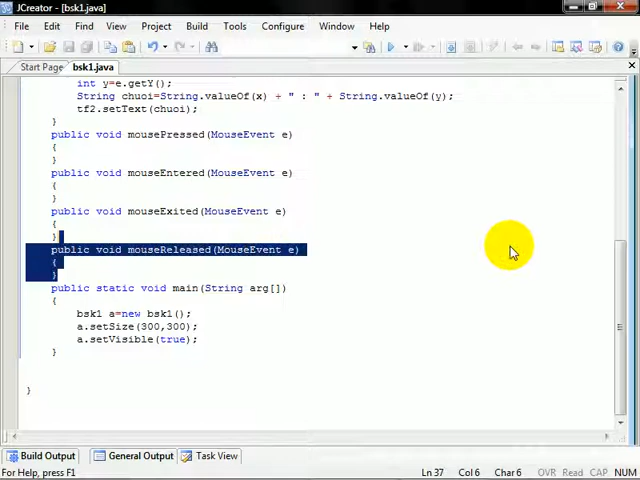 JCreator - [bsk1.java]
File Edit Find View Project Build Tools Configure Window Help
Start Page bsk1.java
int y=e.getY();
String chuoi=String.valueOf(x) + " : " + String.valueOf(y);
tf2.setText(chuoi);
}
public void mousePressed(MouseEvent e)
{
}
public void mouseEntered(MouseEvent e)
{
}
public void mouseExited(MouseEvent e)
{
}
public void mouseReleased(MouseEvent e)
{
}
public static void main(String arg[])
{
bsk1 a=new bsk1();
a.setSize(300,300);
a.setVisible(true);
}
}
Build Output General Output Task View
For Help, press F1 Ln 37 Col 6 Char 6 OVR Read CAP NUM